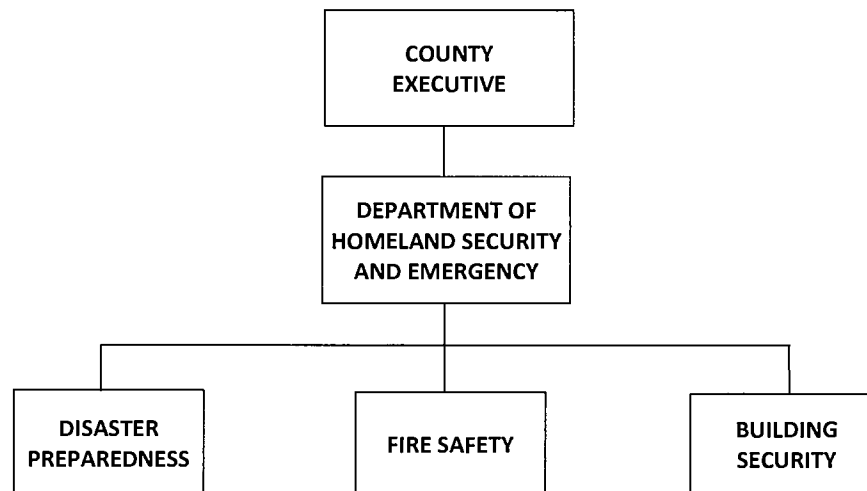 COUNTY
EXECUTIVE
DEPARTMENT OF
HOMELAND SECURITY
AND EMERGENCY
DISASTER
PREPAREDNESS
FIRE SAFETY
BUILDING
SECURITY